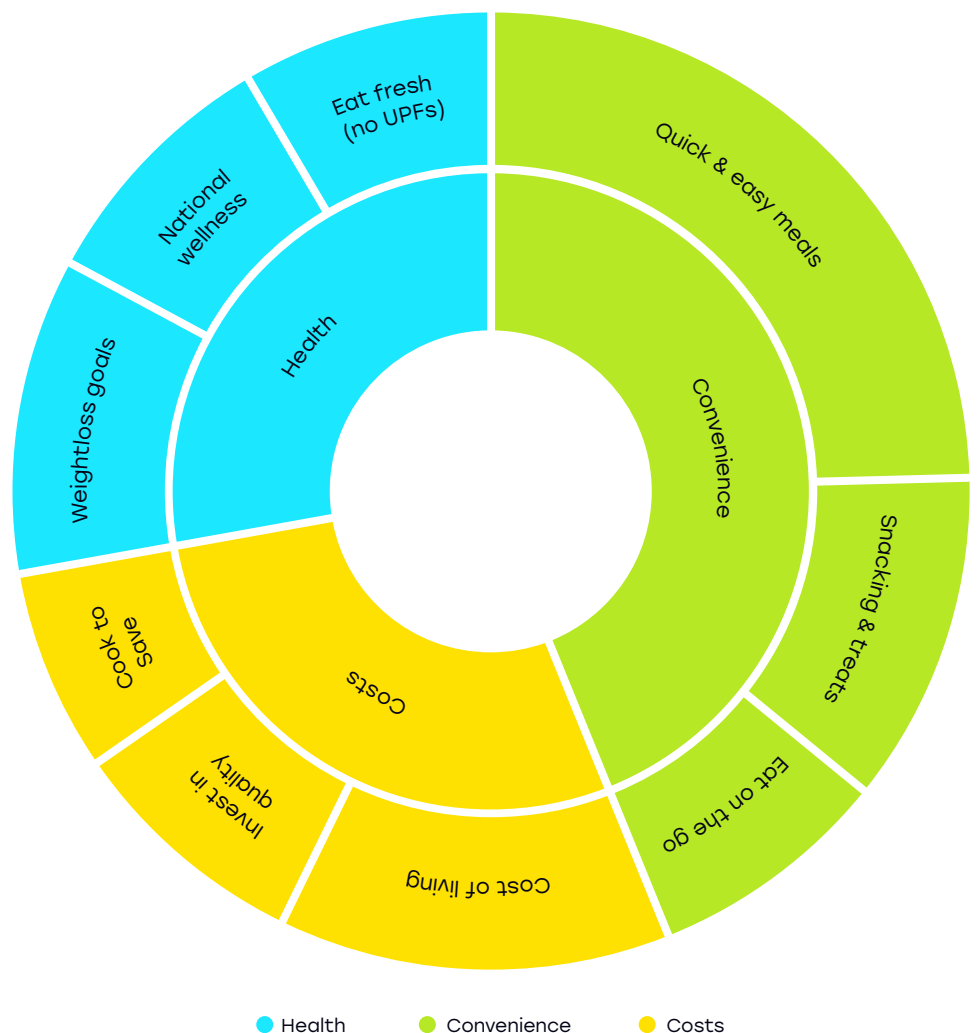 Eat fresh
(no UPFs)
Quick & easy meals
National
wellness
Health
Weightloss goals
Convenience
Snacking & treats
Cook to
Save
Costs
Invest in
quality
Eat on the go
Cost of living
Health
Convenience
Costs